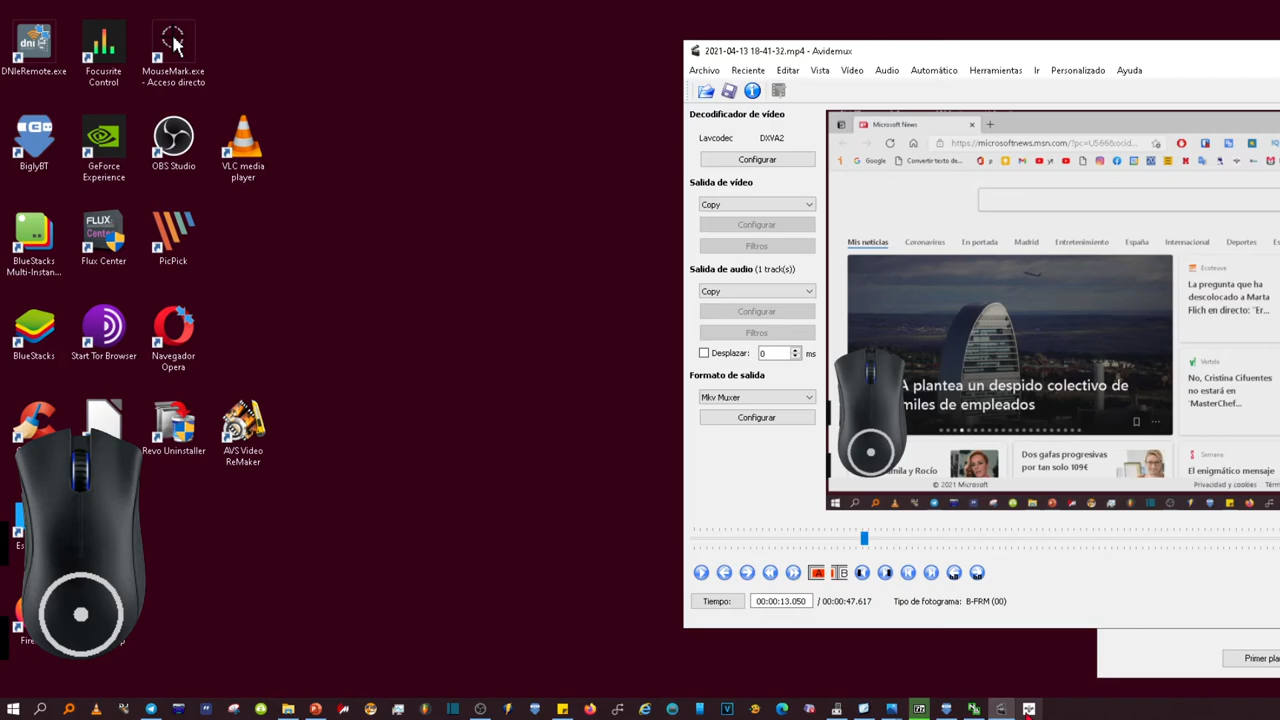 DNIeRemote.exe
Focusrite
Control
MouseMark.exe
- Acceso directo
BiglyBT
GeForce
Experience
OBS Studio
VLC media
player
BlueStacks
Multi-Instan...
Flux Center
PicPick
BlueStacks
Start Tor Browser
Navegador
Opera
Revo Uninstaller
AVS Video
ReMaker
2021-04-13 18-41-32.mp4 - Avidemux
Archivo Reciente Editar Vista Vídeo Audio Automático Herramientas Ir Personalizado Ayuda
Decodificador de vídeo
Lavcodec DXVA2
Configurar
Salida de vídeo
Copy
Configurar
Filtros
Salida de audio (1 track(s))
Copy
Configurar
Filtros
Desplazar: 0 ms
Formato de salida
Mkv Muxer
Configurar
Microsoft News
https://microsoftnews.msn.com/?pc=U566&ocid...
Google Convertir texto de...
Mis noticias Coronavirus En portada Madrid Entretenimiento España Internacional Deportes
A plantea un despido colectivo de
miles de empleados
Ecoteuve
La pregunta que ha
descolocado a Marta
Flich en directo: "Er...
Vertele
No, Cristina Cifuentes
no estará en
'MasterChef...
mila y Rocío
Dos gafas progresivas
por tan solo 109€
Semana
El enigmático mensaje
© 2021 Microsoft
Privacidad y cookies
A B
Tiempo: 00:00:13.050 / 00:00:47.617 Tipo de fotograma: B-FRM (00)
Primer pla